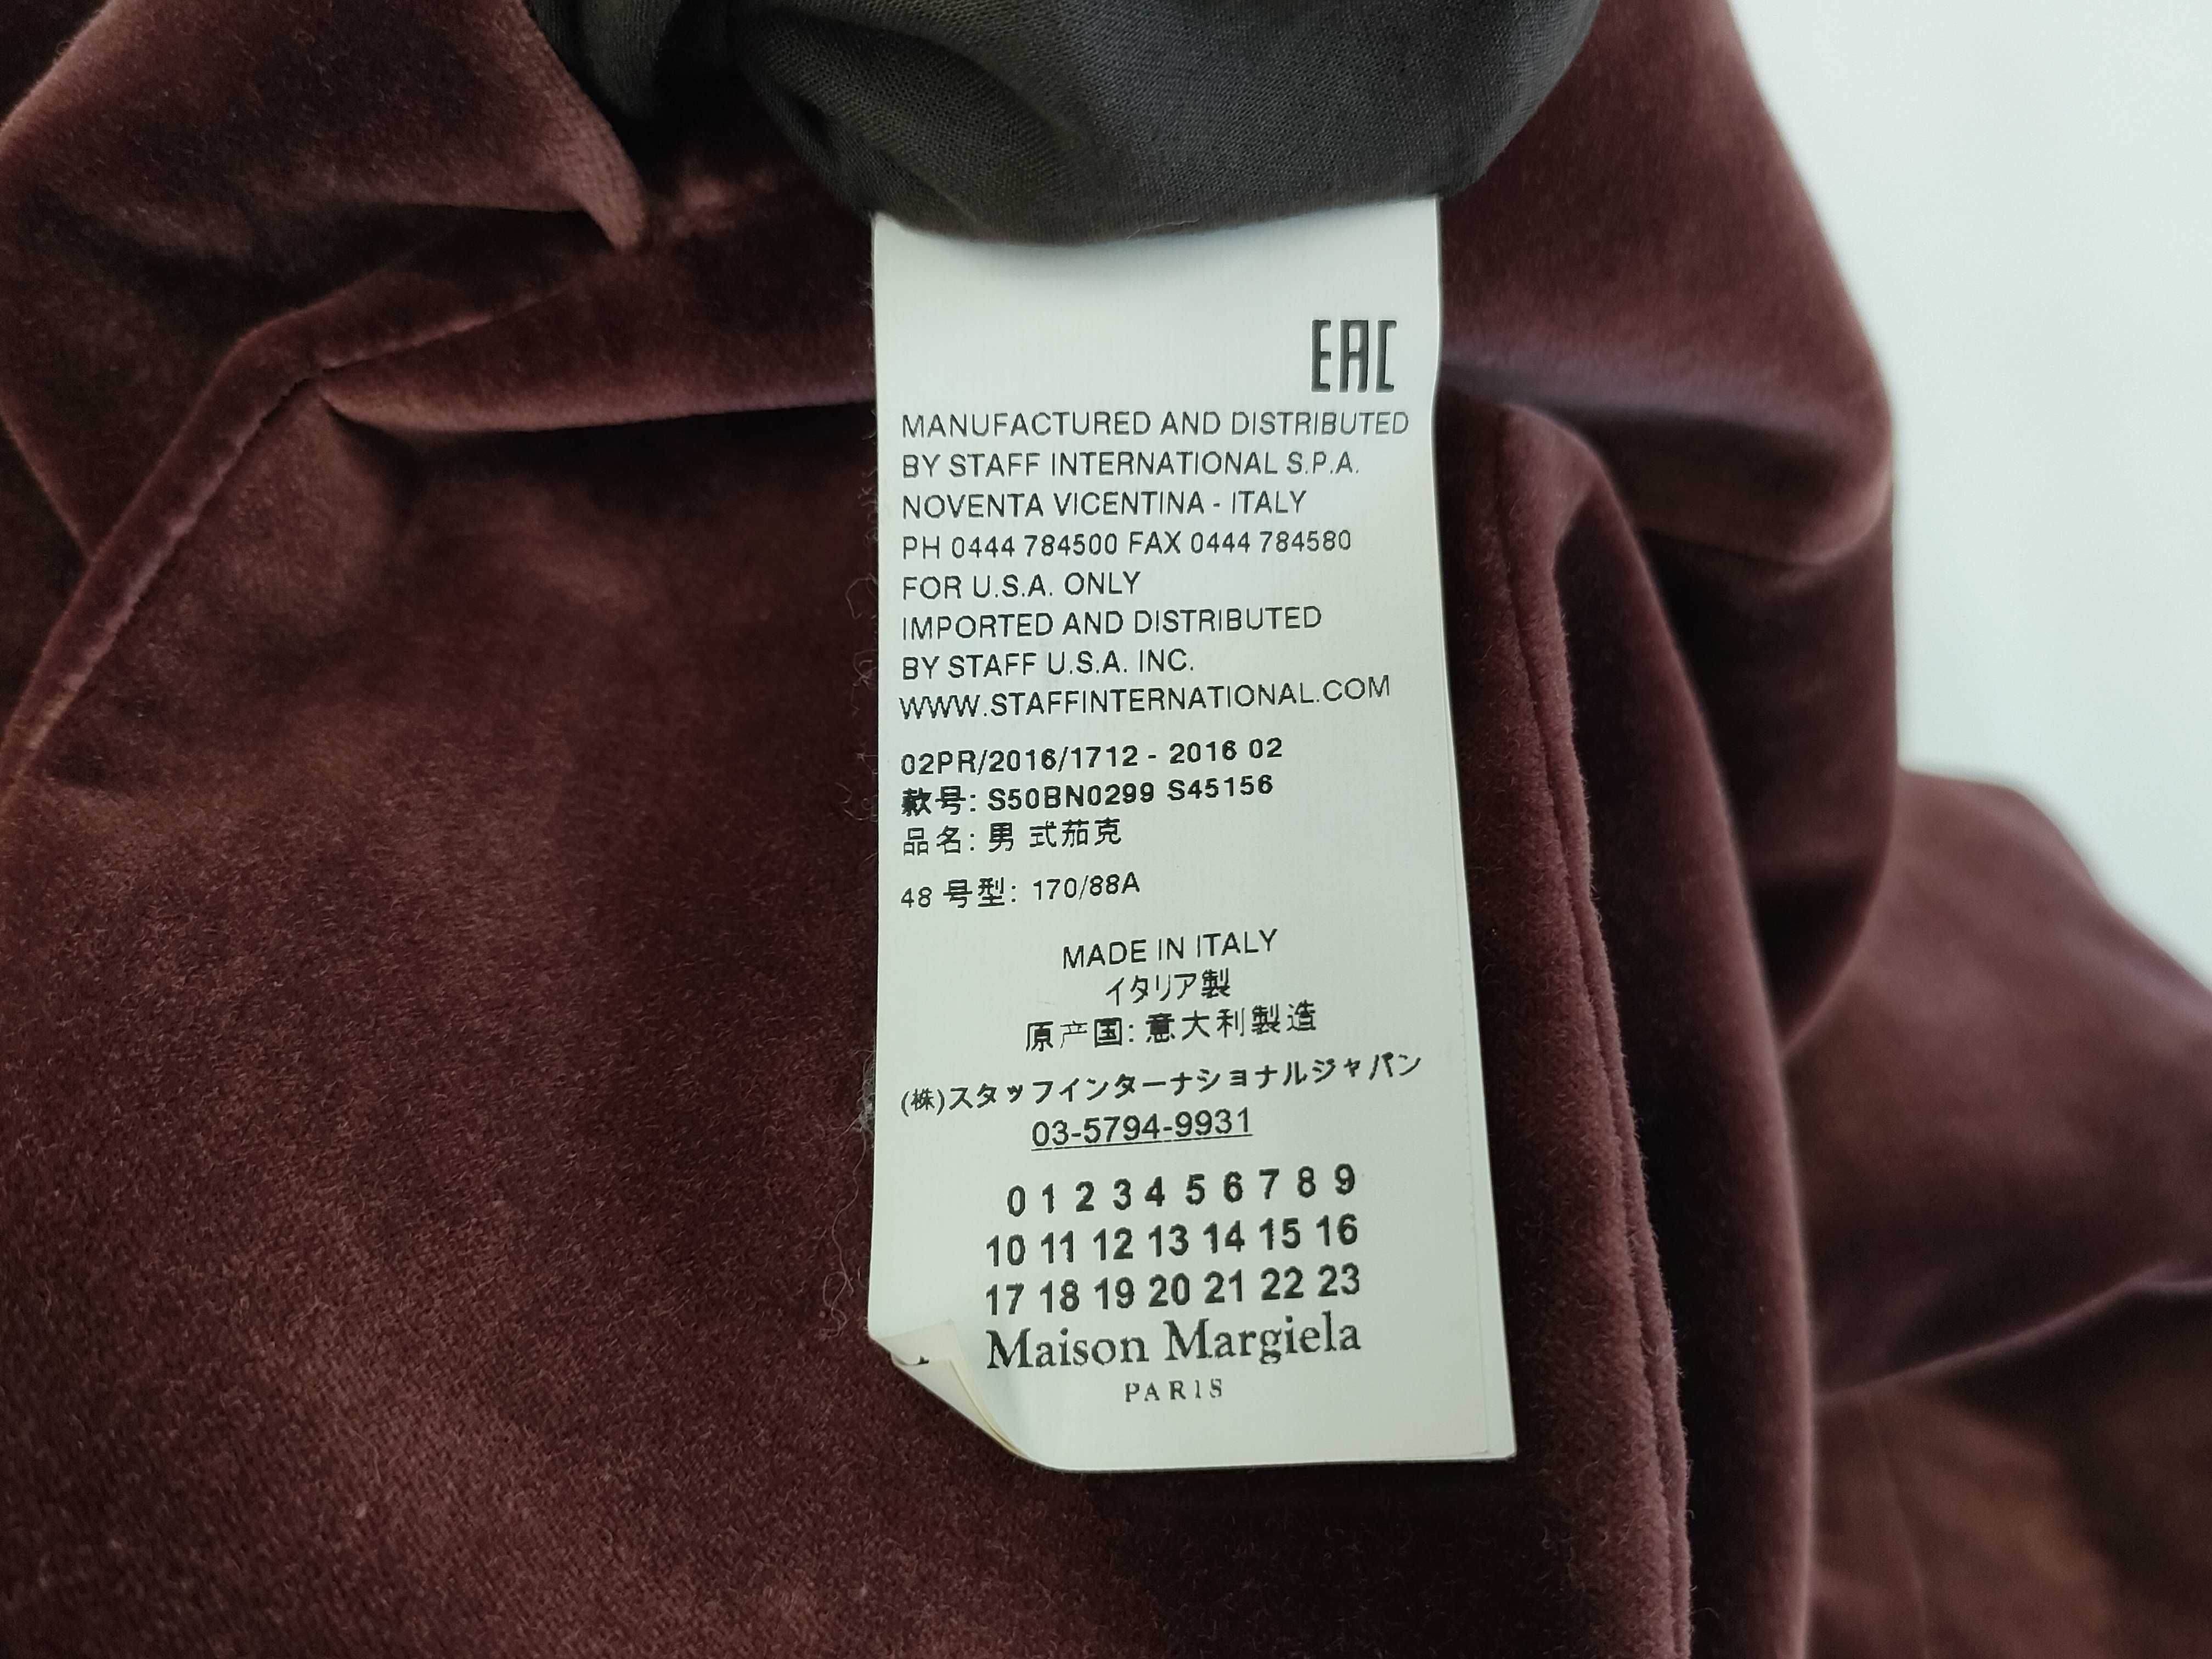 EAC
MANUFACTURED AND DISTRIBUTED
BY STAFF INTERNATIONAL S.P.A.
NOVENTA VICENTINA - ITALY
PH 0444 784500 FAX 0444 784580
FOR U.S.A. ONLY
IMPORTED AND DISTRIBUTED
BY STAFF U.S.A. INC.
WWW.STAFFINTERNATIONAL.COM
02PR/2016/1712 - 2016 02
款号: S50BN0299 S45156
品名: 男 式茄克
48 号型: 170/88A
MADE IN ITALY
イタリア製
原产国: 意大利製造
(株)スタッフインターナショナルジャパン
03-5794-9931
0 1 2 3 4 5 6 7 8 9
10 11 12 13 14 15 16
17 18 19 20 21 22 23
Maison Margiela
PARIS